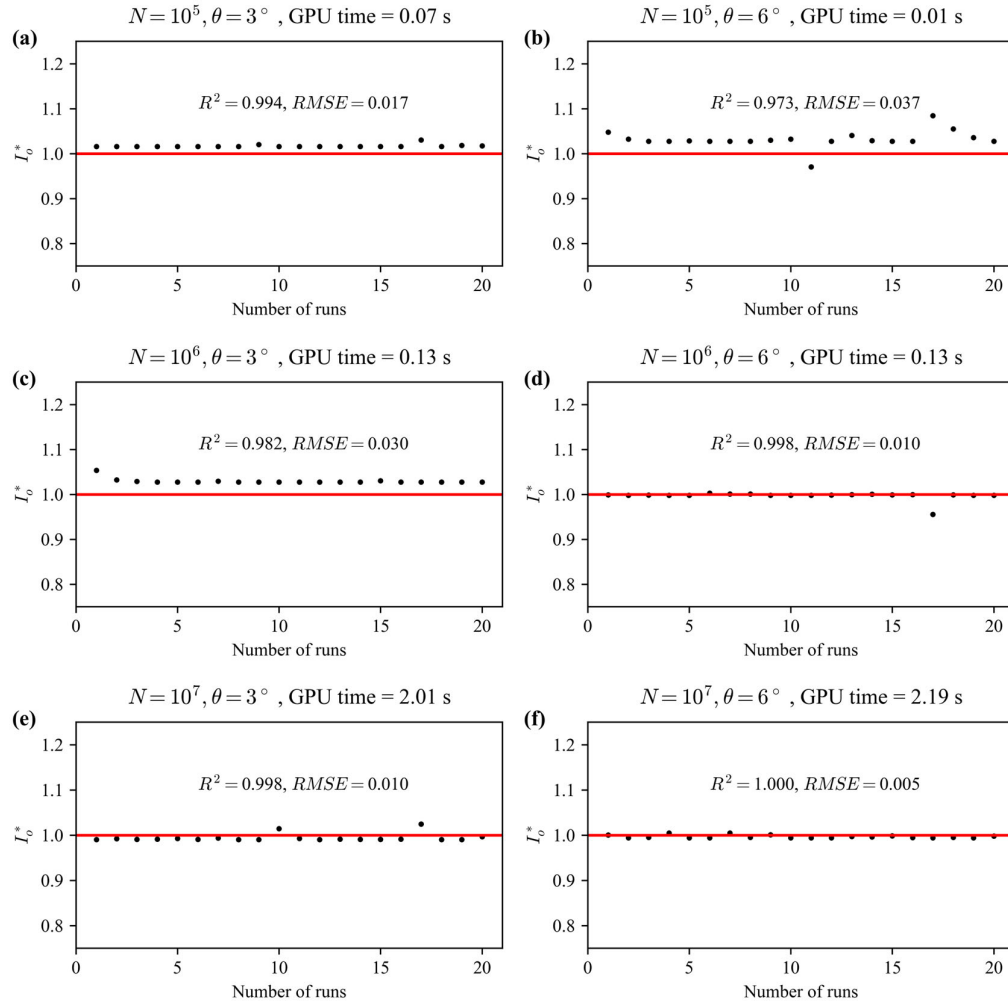 N = 10^5, θ = 3° , GPU time = 0.07 s
(a)
1.2
1.1
1.0
0.9
0.8
I_o^*
R^2 = 0.994, RMSE = 0.017
0 5 10 15 20
Number of runs
N = 10^5, θ = 6° , GPU time = 0.01 s
(b)
1.2
1.1
1.0
0.9
0.8
I_o^*
R^2 = 0.973, RMSE = 0.037
0 5 10 15 20
Number of runs
N = 10^6, θ = 3° , GPU time = 0.13 s
(c)
1.2
1.1
1.0
0.9
0.8
I_o^*
R^2 = 0.982, RMSE = 0.030
0 5 10 15 20
Number of runs
N = 10^6, θ = 6° , GPU time = 0.13 s
(d)
1.2
1.1
1.0
0.9
0.8
I_o^*
R^2 = 0.998, RMSE = 0.010
0 5 10 15 20
Number of runs
N = 10^7, θ = 3° , GPU time = 2.01 s
(e)
1.2
1.1
1.0
0.9
0.8
I_o^*
R^2 = 0.998, RMSE = 0.010
0 5 10 15 20
Number of runs
N = 10^7, θ = 6° , GPU time = 2.19 s
(f)
1.2
1.1
1.0
0.9
0.8
I_o^*
R^2 = 1.000, RMSE = 0.005
0 5 10 15 20
Number of runs